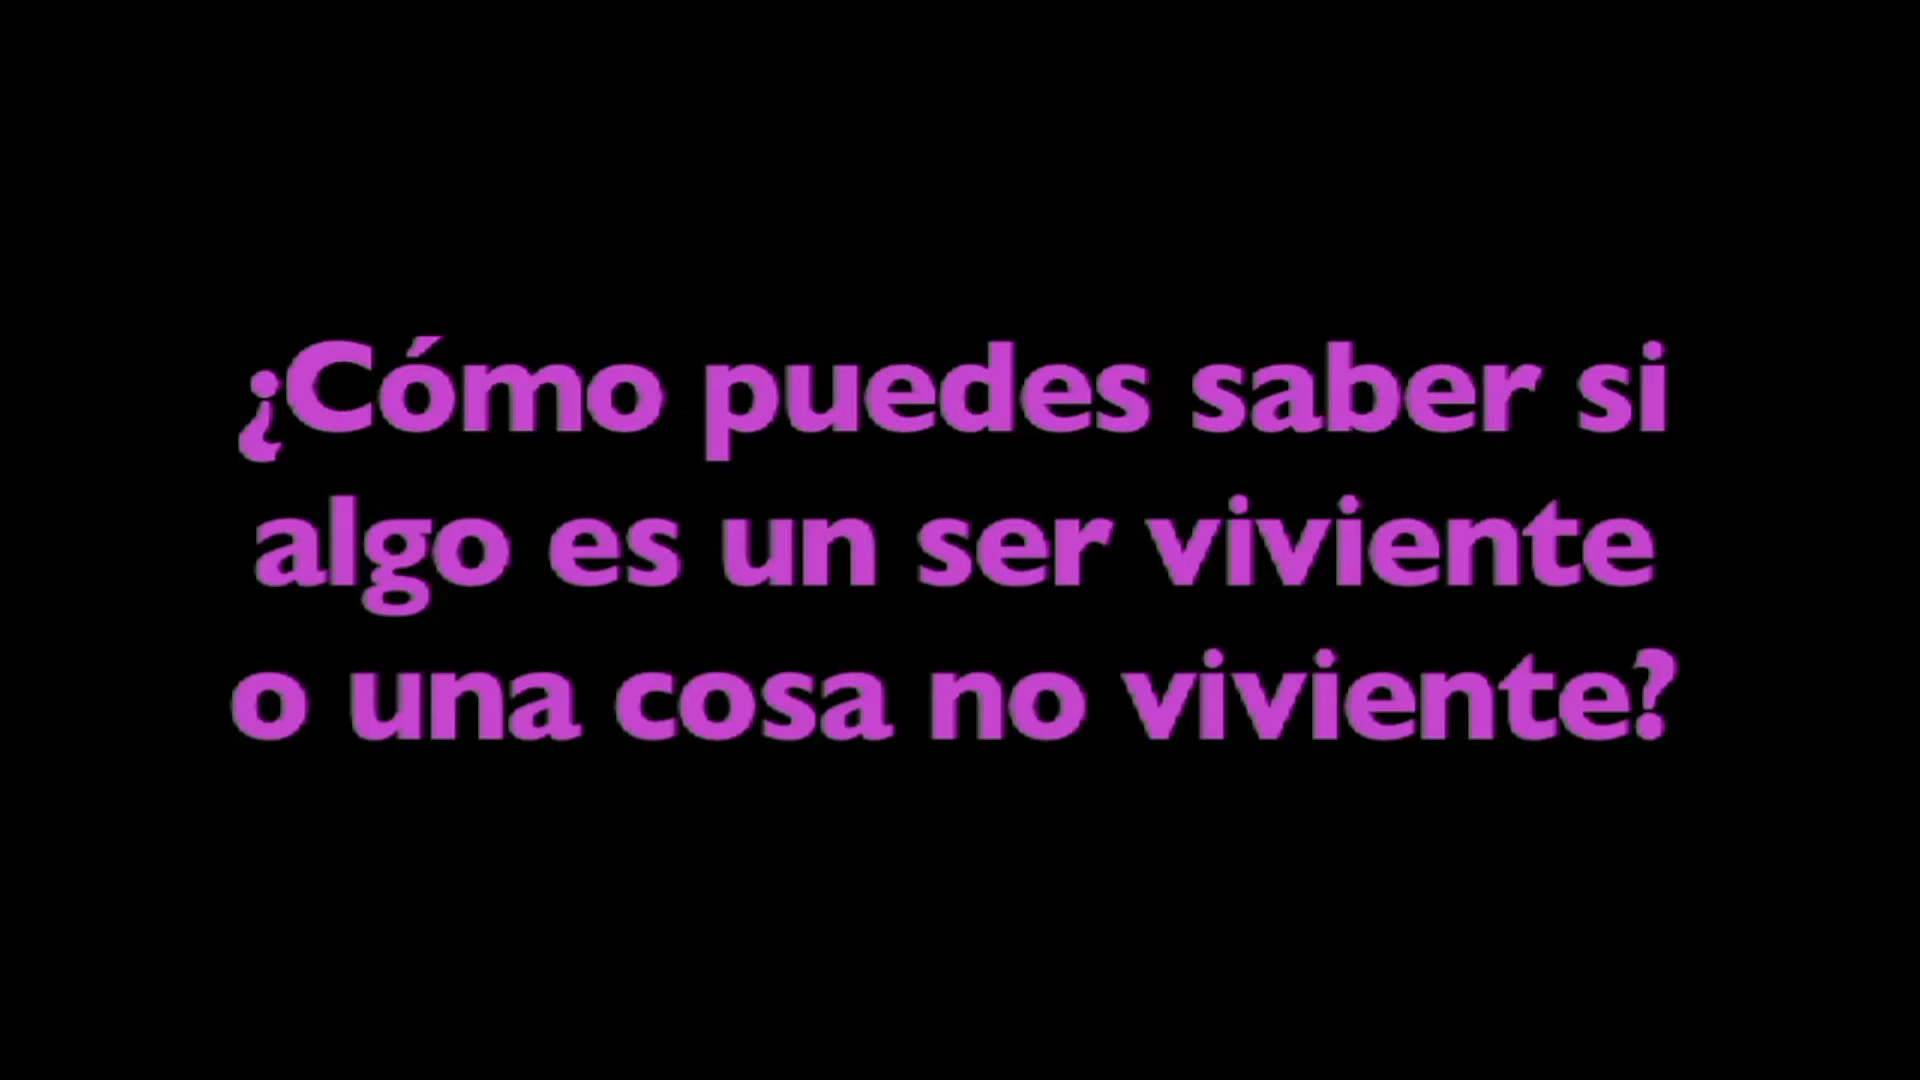 ¿Cómo puedes saber si
algo es un ser viviente
o una cosa no viviente?